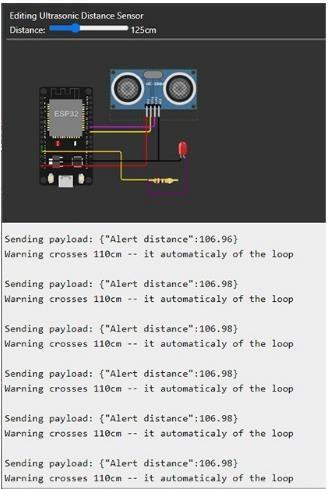 Editing Ultrasonic Distance Sensor
Distance: 125cm
HC-SR04
ESP32
Sending payload: {"Alert distance":106.96}
Warning crosses 110cm -- it automaticaly of the loop
Sending payload: {"Alert distance":106.98}
Warning crosses 110cm -- it automaticaly of the loop
Sending payload: {"Alert distance":106.98}
Warning crosses 110cm -- it automaticaly of the loop
Sending payload: {"Alert distance":106.98}
Warning crosses 110cm -- it automaticaly of the loop
Sending payload: {"Alert distance":106.98}
Warning crosses 110cm -- it automaticaly of the loop
Sending payload: {"Alert distance":106.98}
Warning crosses 110cm -- it automaticaly of the loop